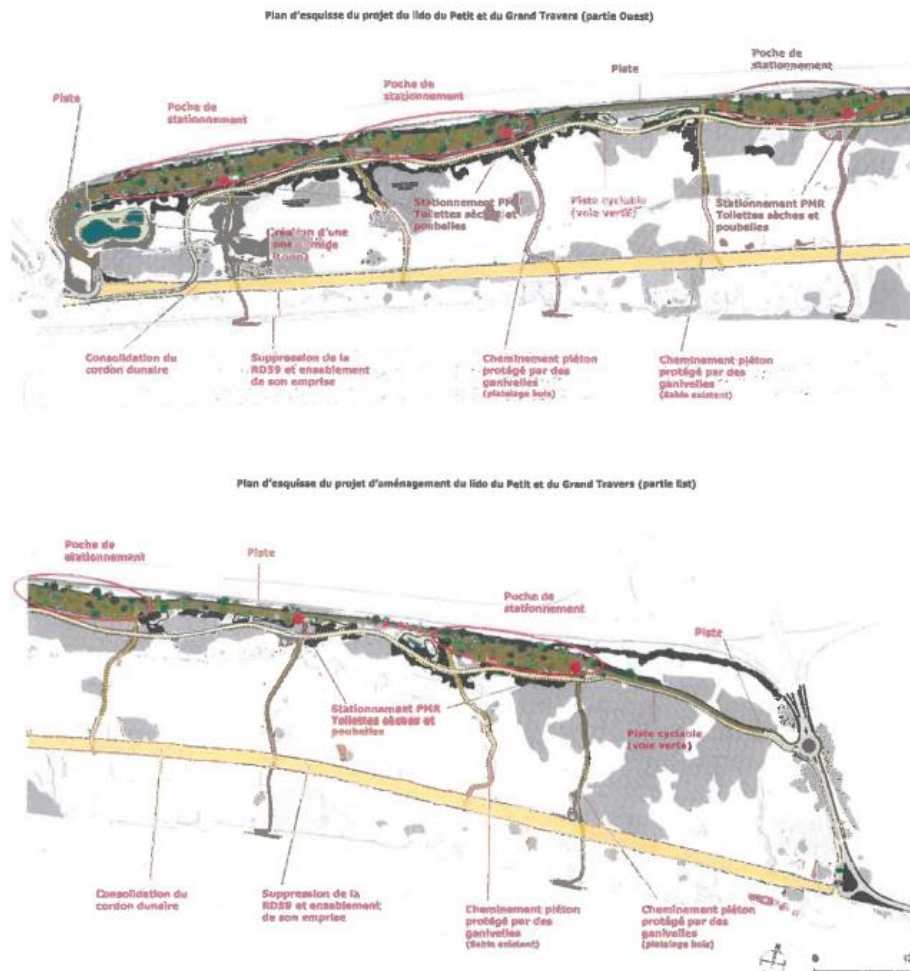 Plan d'esquisse du projet du lido du Petit et du Grand Travers (partie Ouest)
Poche de
stationnement
Piste
Poche de
stationnement
Piste
Poche de
stationnement
Stationnement PMR
Toilettes sèches et
poubelles
Piste cyclable
(voie verte)
Stationnement PMR
Toilettes sèches et
poubelles
Création d'une
Consolidation du
cordon dunaire
Suppression de la
RD59 et ensablement
de son emprise
Cheminement piéton
protégé par des
ganivelles
(platelage bois)
Cheminement piéton
protégé par des
ganivelles
(Sable existant)
Plan d'esquisse du projet d'aménagement du lido du Petit et du Grand Travers (partie Est)
Poche de
stationnement
Piste
Poche de
stationnement
Piste
Stationnement PMR
Toilettes sèches et
poubelles
Piste cyclable
(voie verte)
Consolidation du
cordon dunaire
Suppression de la
RD59 et ensablement
de son emprise
Cheminement piéton
protégé par des
ganivelles
(Sable existant)
Cheminement piéton
protégé par des
ganivelles
(platelage bois)
0